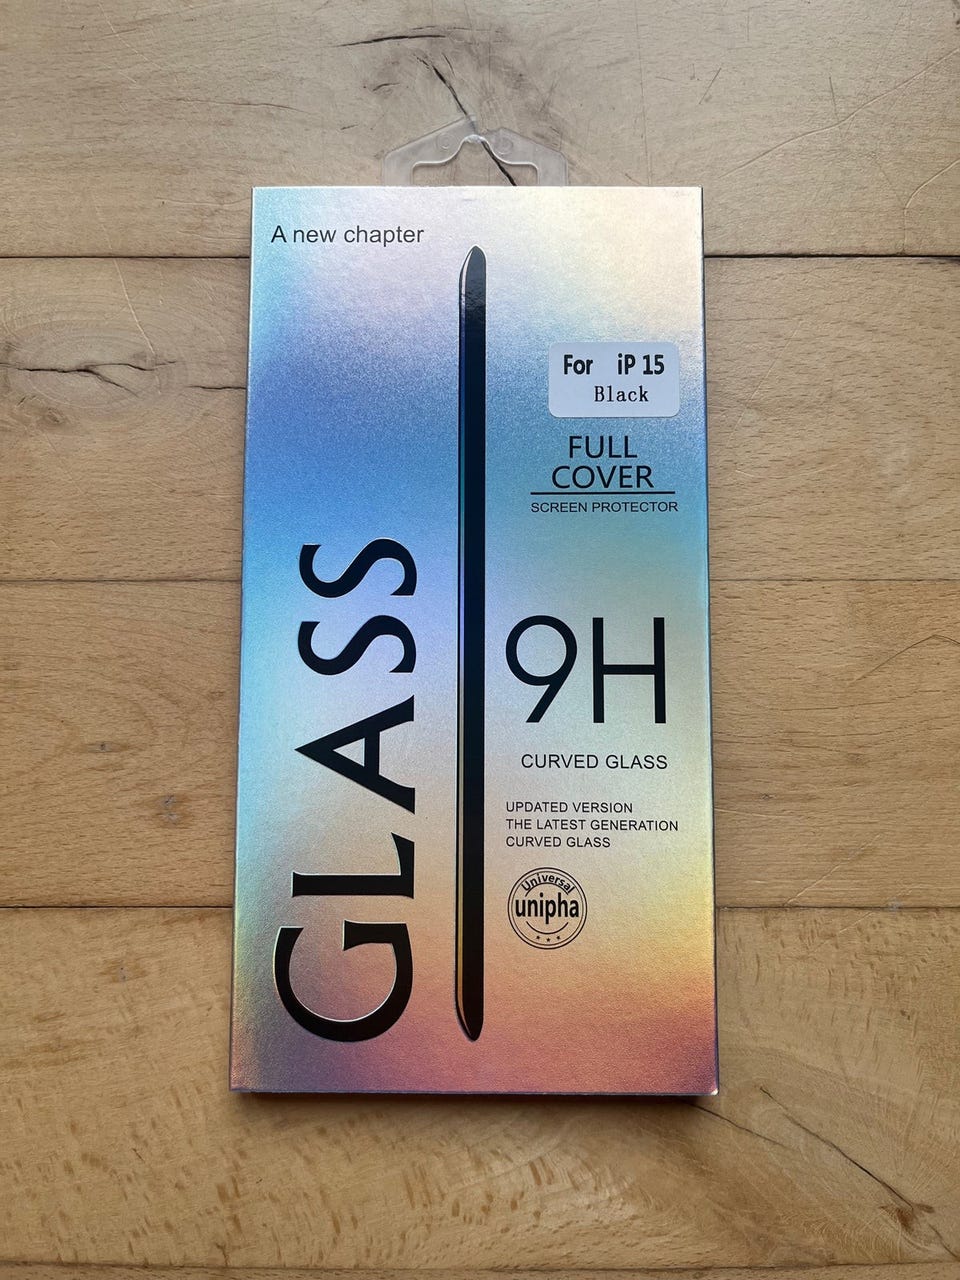 A new chapter
For iP 15
Black
FULL
COVER
SCREEN PROTECTOR
GLASS
9H
CURVED GLASS
UPDATED VERSION
THE LATEST GENERATION
CURVED GLASS
Universal
unipha